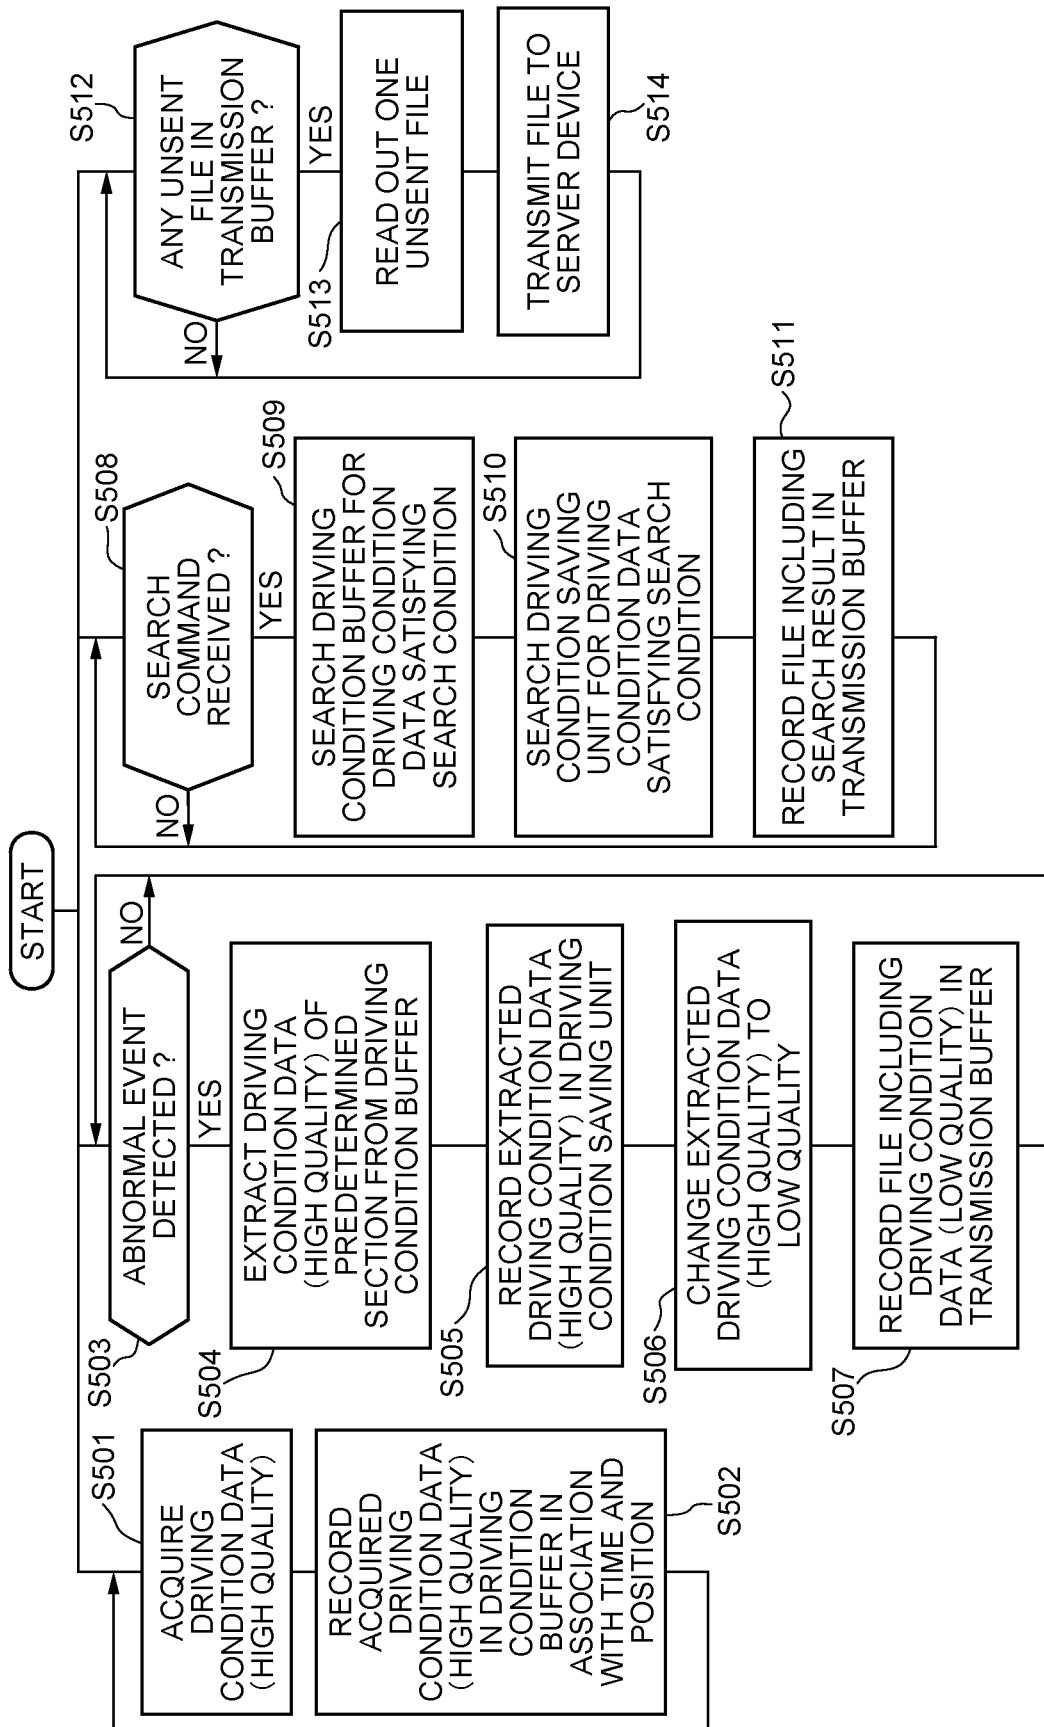 START
S501
ACQUIRE
DRIVING
CONDITION DATA
(HIGH QUALITY)
RECORD
ACQUIRED
DRIVING
CONDITION DATA
(HIGH QUALITY)
IN DRIVING
CONDITION
BUFFER IN
ASSOCIATION
WITH TIME AND
POSITION
S502
S503
ABNORMAL EVENT
DETECTED ?
NO
YES
S504
EXTRACT DRIVING
CONDITION DATA
(HIGH QUALITY) OF
PREDETERMINED
SECTION FROM DRIVING
CONDITION BUFFER
S505
RECORD EXTRACTED
DRIVING CONDITION DATA
(HIGH QUALITY) IN DRIVING
CONDITION SAVING UNIT
S506
CHANGE EXTRACTED
DRIVING CONDITION DATA
(HIGH QUALITY) TO
LOW QUALITY
S507
RECORD FILE INCLUDING
DRIVING CONDITION
DATA (LOW QUALITY) IN
TRANSMISSION BUFFER
S508
SEARCH
COMMAND
RECEIVED ?
NO
YES
S509
SEARCH DRIVING
CONDITION BUFFER FOR
DRIVING CONDITION
DATA SATISFYING
SEARCH CONDITION
S510
SEARCH DRIVING
CONDITION SAVING
UNIT FOR DRIVING
CONDITION DATA
SATISFYING SEARCH
CONDITION
S511
RECORD FILE INCLUDING
SEARCH RESULT IN
TRANSMISSION BUFFER
S512
ANY UNSENT
FILE IN
TRANSMISSION
BUFFER ?
NO
YES
S513
READ OUT ONE
UNSENT FILE
TRANSMIT FILE TO
SERVER DEVICE
S514